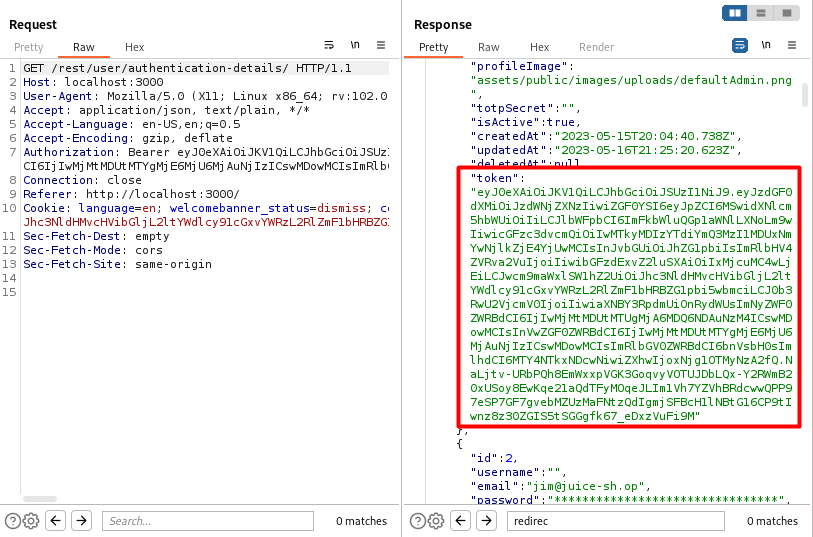 Request
Pretty Raw Hex
\n
1 GET /rest/user/authentication-details/ HTTP/1.1
2 Host: localhost:3000
3 User-Agent: Mozilla/5.0 (X11; Linux x86_64; rv:102.0
4 Accept: application/json, text/plain, */*
5 Accept-Language: en-US,en;q=0.5
6 Accept-Encoding: gzip, deflate
7 Authorization: Bearer eyJ0eXAiOiJKV1QiLCJhbGciOiJSUzI
CI6IjIwMjMtMDUtMTYgMjE6MjU6MjAuNjIzICswMDowMCIsImRlbG
8 Connection: close
9 Referer: http://localhost:3000/
10 Cookie: language=en; welcomebanner_status=dismiss; co
Jhc3NldHMvcHVibGljL2ltYWdlcy91cGxvYWRzL2RlZmF1bHRBZGI
11 Sec-Fetch-Dest: empty
12 Sec-Fetch-Mode: cors
13 Sec-Fetch-Site: same-origin
14
15
Search...
0 matches
Response
Pretty Raw Hex Render
\n
"profileImage":
"assets/public/images/uploads/defaultAdmin.png
",
"totpSecret":"",
"isActive":true,
"createdAt":"2023-05-15T20:04:40.738Z",
"updatedAt":"2023-05-16T21:25:20.623Z",
"deletedAt":null,
"token":
"eyJ0eXAiOiJKV1QiLCJhbGciOiJSUzI1NiJ9.eyJzdGF0
dXMiOiJzdWNjZXNzIiwiZGF0YSI6eyJpZCI6MSwidXNlcm
5hbWUiOiIiLCJlbWFpbCI6ImFkbWluQGp1aWNlLXNoLm9w
IiwicGFzc3dvcmQiOiIwMTkyMDIzYTdiYmQ3MzI1MDUxNm
YwNjlkZjE4YjUwMCIsInJvbGUiOiJhZG1pbiIsImRlbHV4
ZVRva2VuIjoiIiwibGFzdExvZ2luSXAiOiIxMjcuMC4wLj
EiLCJwcm9maWxlSW1hZ2UiOiJhc3NldHMvcHVibGljL2lt
YWdlcy91cGxvYWRzL2RlZmF1bHRBZG1pbi5wbmciLCJ0b3
RwU2VjcmV0IjoiIiwiaXNBY3RpdmUiOnRydWUsImNyZWF0
ZWRBdCI6IjIwMjMtMDUtMTUgMjA6MDQ6NDAuNzM4ICswMD
owMCIsInVwZGF0ZWRBdCI6IjIwMjMtMDUtMTYgMjE6MjU6
MjAuNjIzICswMDowMCIsImRlbGV0ZWRBdCI6bnVsbH0sIm
lhdCI6MTY4NTkxNDcwNiwiZXhwIjoxNjg1OTMyNzA2fQ.N
aLjtv-URbPQh8EmWxxpVGK3GoqvyVOTUJDbLQx-Y2RWmB2
0xUSoy8EwKqe21aQdTFyMOqeJLIm1Vh7YZVhBRdcwwQPP9
7eSP7GF7gvebMZUzMaFNtzQdIgmjSFBcH1lNBtG16CP9tI
wnz8z30ZGIS5tSGGgfk67_eDxzVuFi9M"
},
{
"id":2,
"username":"",
"email":"jim@juice-sh.op",
"password":"********************************",
redirec
0 matches